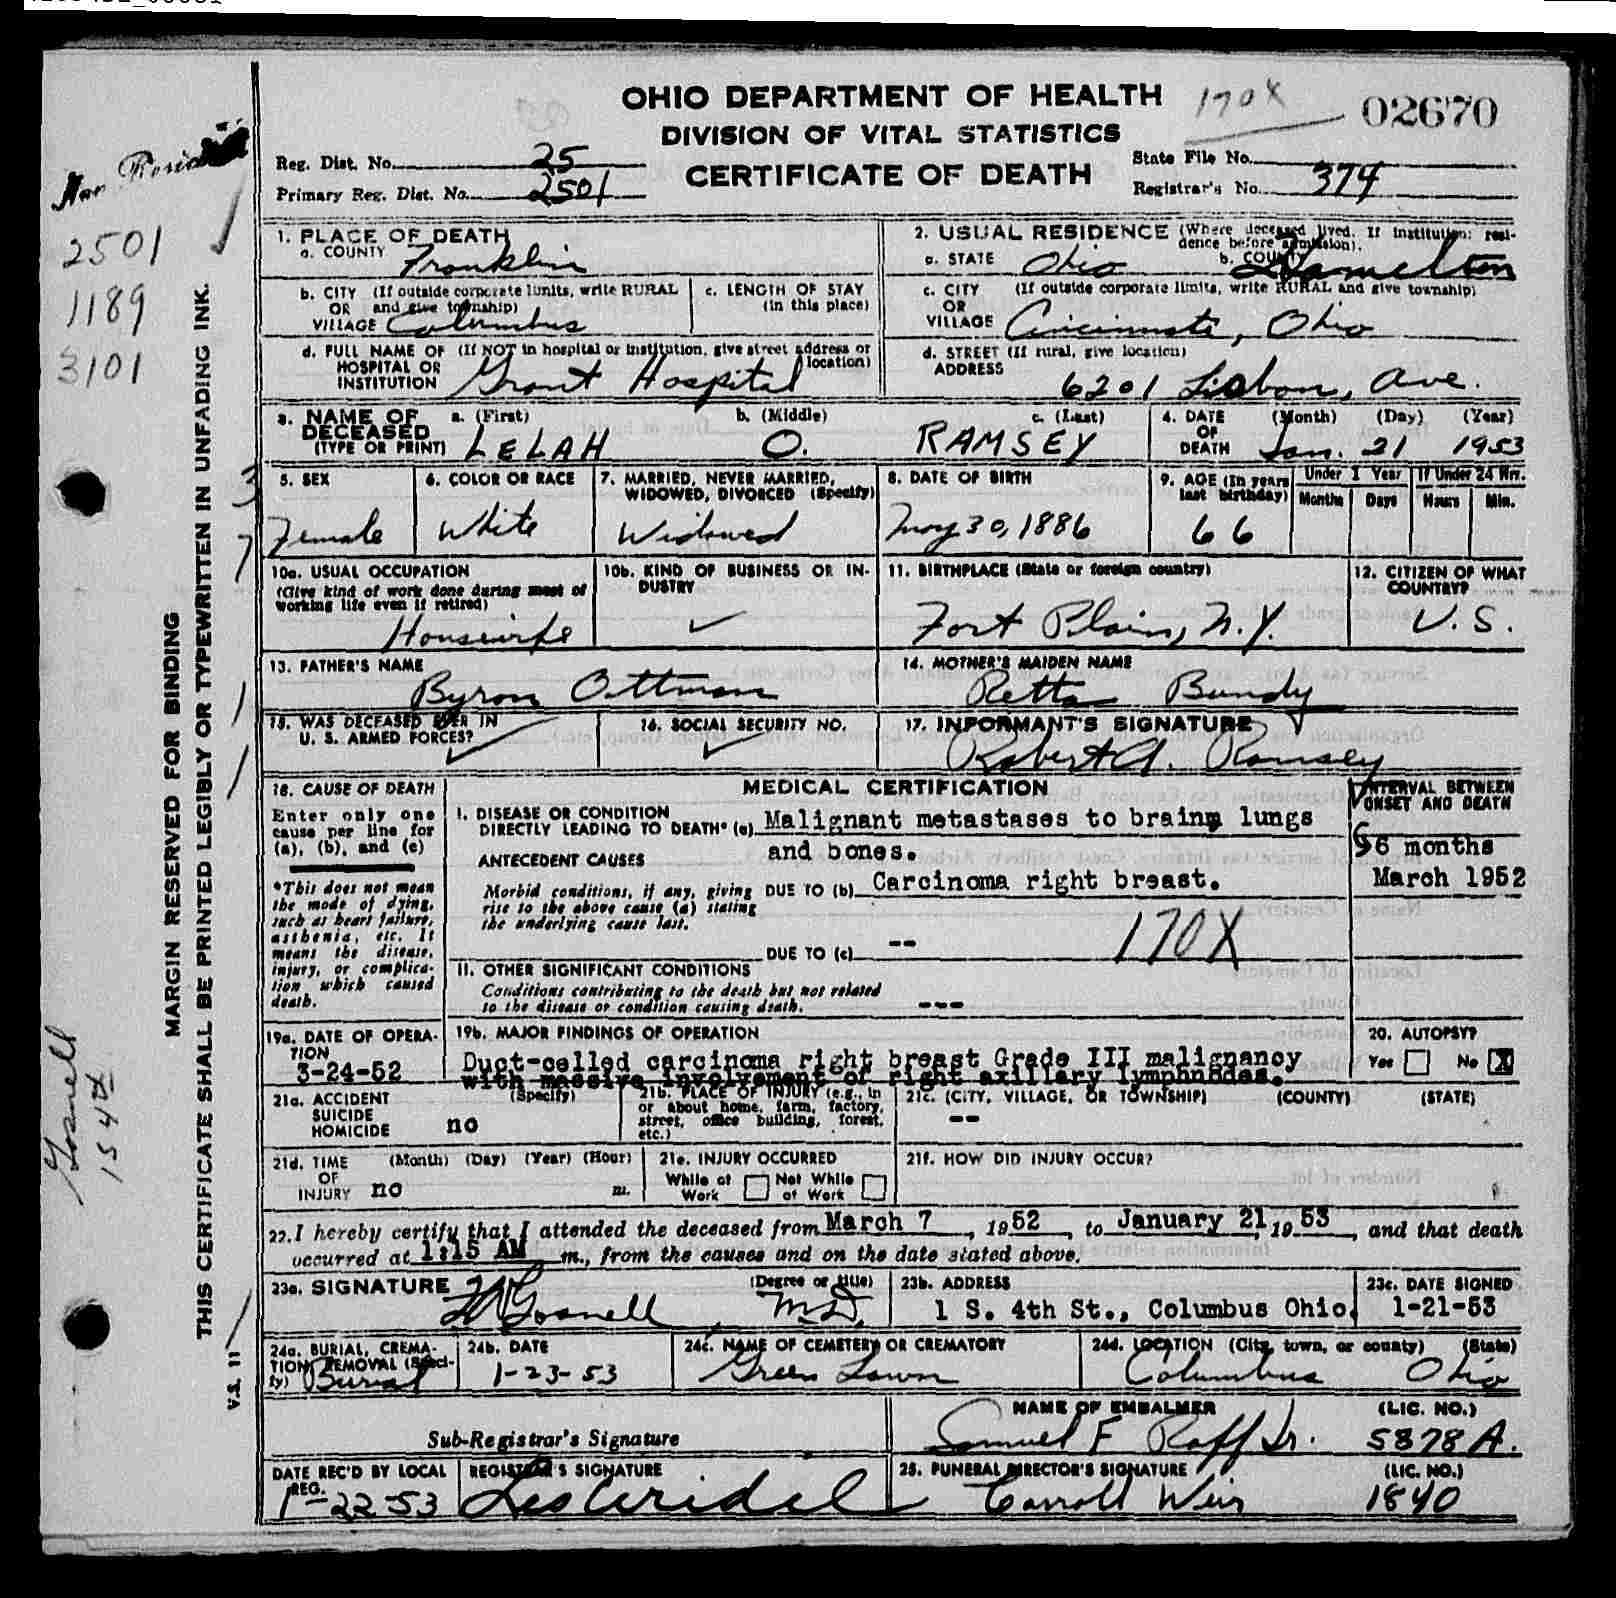 OHIO DEPARTMENT OF HEALTH 170X 02670
DIVISION OF VITAL STATISTICS
CERTIFICATE OF DEATH
Reg. Dist. No. 25
Primary Reg. Dist. No. 2501
State File No.
Registrar's No. 374
Non
2501
1189
3101
MARGIN RESERVED FOR BINDING
THIS CERTIFICATE SHALL BE PRINTED LEGIBLY OR TYPEWRITTEN IN UNFADING INK.
V.S. 11
Gosnell
1. PLACE OF DEATH
a. COUNTY Franklin
b. CITY (If outside corporate limits, write RURAL
OR and give township)
VILLAGE Columbus
c. LENGTH OF STAY
(in this place)
d. FULL NAME OF (If NOT in hospital or institution, give street address or
HOSPITAL OR location)
INSTITUTION Grant Hospital
2. USUAL RESIDENCE (Where deceased lived. If institution: resi-
dence before admission).
a. STATE Ohio b. COUNTY Hamilton
c. CITY (If outside corporate limits, write RURAL and give township)
OR
VILLAGE Cincinnati, Ohio
d. STREET (If rural, give location)
ADDRESS 6201 Lisbon, Ave.
3. NAME OF a. (First) b. (Middle) c. (Last)
DECEASED
(TYPE OR PRINT) LELAH O. RAMSEY
4. DATE (Month) (Day) (Year)
OF
DEATH Jan. 21 1953
5. SEX
Female
6. COLOR OR RACE
White
7. MARRIED, NEVER MARRIED,
WIDOWED, DIVORCED (Specify)
Widowed
8. DATE OF BIRTH
May 30, 1886
9. AGE (In years
last birthday)
66
Under 1 Year If Under 24 Hrs.
Months Days Hours Min.
10a. USUAL OCCUPATION
(Give kind of work done during most of
working life even if retired)
Housewife
10b. KIND OF BUSINESS OR IN-
DUSTRY
✓
11. BIRTHPLACE (State or foreign country)
Fort Plain, N.Y.
12. CITIZEN OF WHAT
COUNTRY?
U.S.
13. FATHER'S NAME
Byron Ottman
14. MOTHER'S MAIDEN NAME
Retta Bundy
15. WAS DECEASED EVER IN
U. S. ARMED FORCES?
✓
16. SOCIAL SECURITY NO.
✓
17. INFORMANT'S SIGNATURE
Robert A. Ramsey
18. CAUSE OF DEATH
Enter only one
cause per line for
(a), (b), and (c)
*This does not mean
the mode of dying,
such as heart failure,
asthenia, etc. It
means the disease,
injury, or complica-
tion which caused
death.
MEDICAL CERTIFICATION
INTERVAL BETWEEN
ONSET AND DEATH
I. DISEASE OR CONDITION
DIRECTLY LEADING TO DEATH* (a) Malignant metastases to brain, lungs
and bones.
6 months
ANTECEDENT CAUSES
Morbid conditions, if any, giving
rise to the above cause (a) stating
the underlying cause last.
DUE TO (b) Carcinoma right breast. March 1952
170X
DUE TO (c) --
II. OTHER SIGNIFICANT CONDITIONS
Conditions contributing to the death but not related
to the disease or condition causing death. ---
19a. DATE OF OPERA-
TION
3-24-52
19b. MAJOR FINDINGS OF OPERATION
Duct-celled carcinoma right breast Grade III malignancy
with massive involvement of right axillary lymphnodes.
20. AUTOPSY?
Yes No X
21a. ACCIDENT (Specify)
SUICIDE
HOMICIDE no
21b. PLACE OF INJURY (e.g., in
or about home, farm, factory,
street, office building, forest,
etc.)
21c. (CITY, VILLAGE, OR TOWNSHIP) (COUNTY) (STATE)
--
21d. TIME (Month) (Day) (Year) (Hour)
OF
INJURY no m.
21e. INJURY OCCURRED
While at Work Not While at Work
21f. HOW DID INJURY OCCUR?
22. I hereby certify that I attended the deceased from March 7, 1952, to January 21, 1953, and that death
occurred at 1:15 AM m., from the causes and on the date stated above.
23a. SIGNATURE (Degree or title)
Gosnell M.D.
23b. ADDRESS
1 S. 4th St., Columbus Ohio.
23c. DATE SIGNED
1-21-53
24a. BURIAL, CREMA-
TION, REMOVAL (Speci-
fy) Burial
24b. DATE
1-23-53
24c. NAME OF CEMETERY OR CREMATORY
Green Lawn
24d. LOCATION (City, town, or county) (State)
Columbus Ohio
Sub-Registrar's Signature
NAME OF EMBALMER (LIC. NO.)
Samuel F Raff Jr. 5878 A.
DATE REC'D BY LOCAL
REG.
1-22-53
REGISTRAR'S SIGNATURE
25. FUNERAL DIRECTOR'S SIGNATURE (LIC. NO.)
Carroll Weir 1840